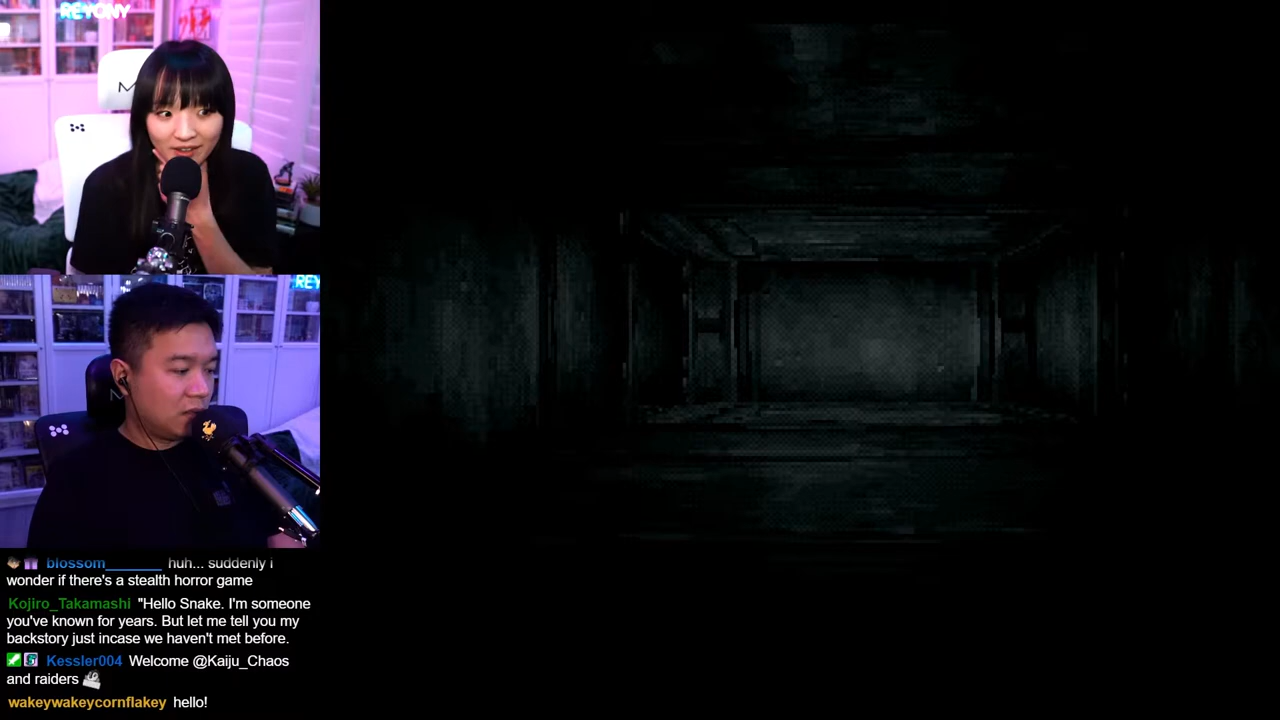 REYONY
REY
blossom_______ huh... suddenly i
wonder if there's a stealth horror game
Kojiro_Takamashi "Hello Snake. I'm someone
you've known for years. But let me tell you my
backstory just incase we haven't met before.
Kessler004 Welcome @Kaiju_Chaos
and raiders
wakeywakeycornflakey hello!